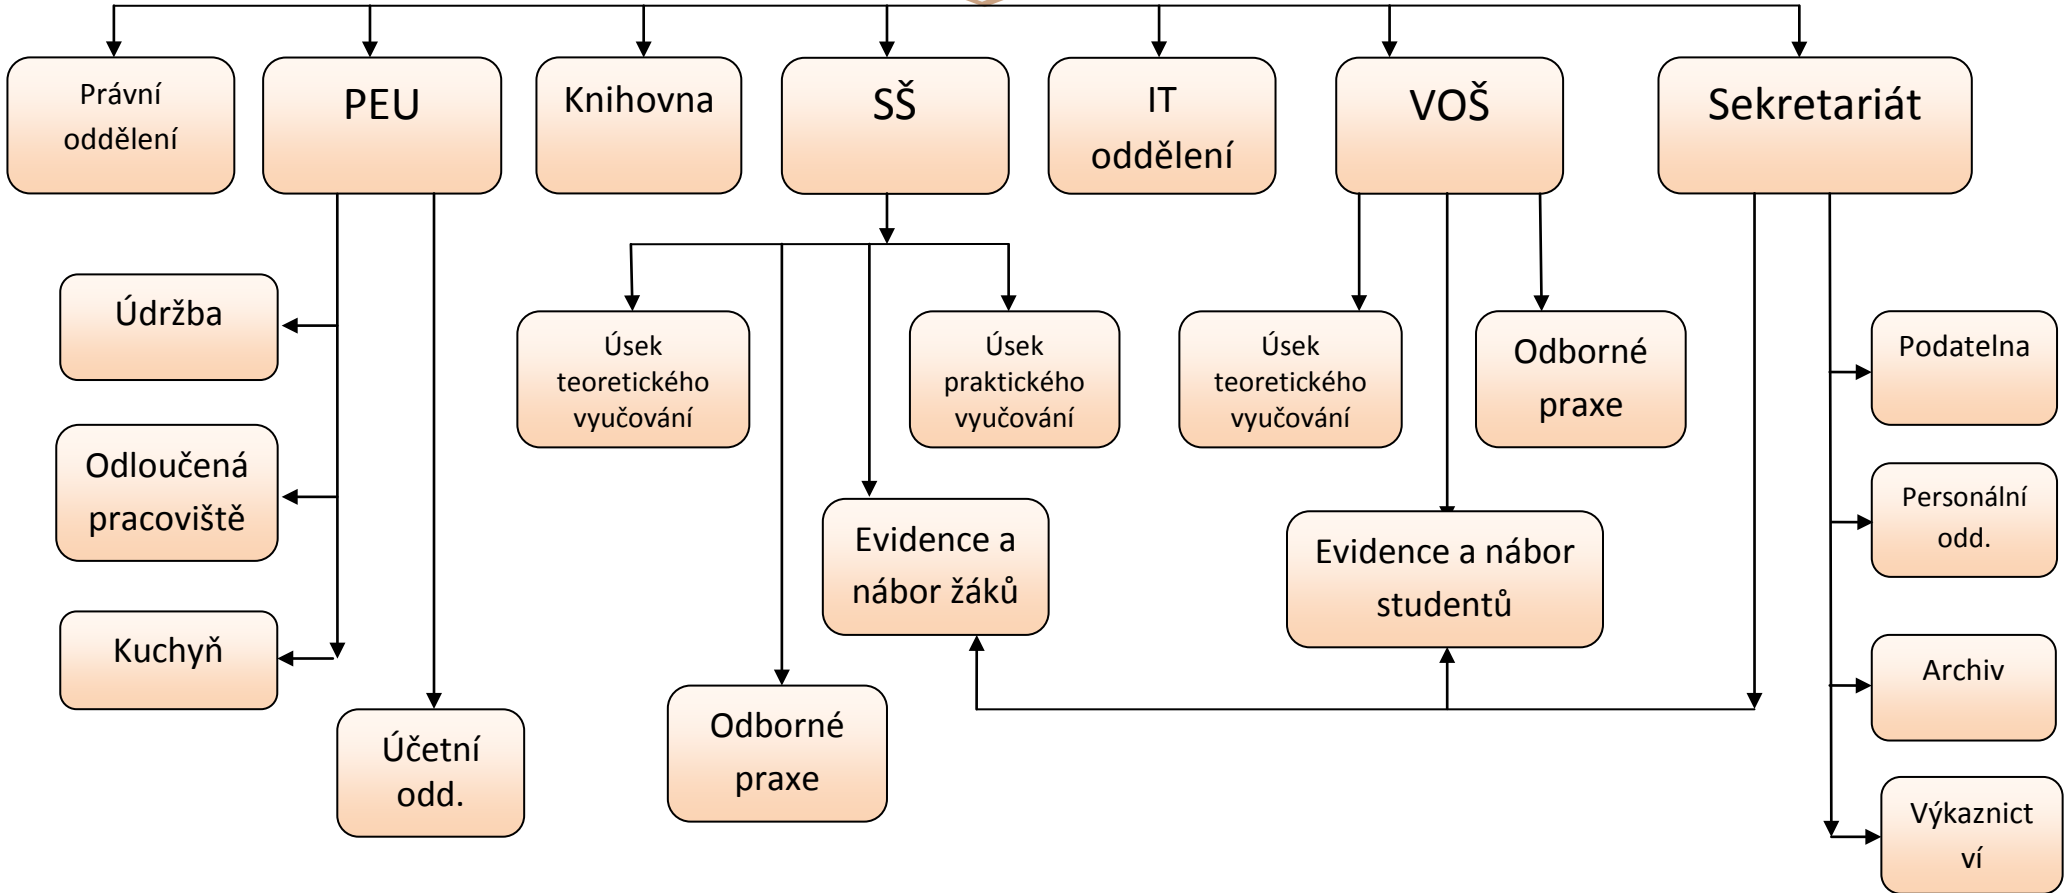 Právní
oddělení
PEU
Knihovna
SŠ
IT
oddělení
VOŠ
Sekretariát
Údržba
Odloučená
pracoviště
Kuchyň
Účetní
odd.
Úsek
teoretického
vyučování
Úsek
praktického
vyučování
Evidence a
nábor žáků
Odborné
praxe
Úsek
teoretického
vyučování
Odborné
praxe
Evidence a nábor
studentů
Podatelna
Personální
odd.
Archiv
Výkaznict
ví